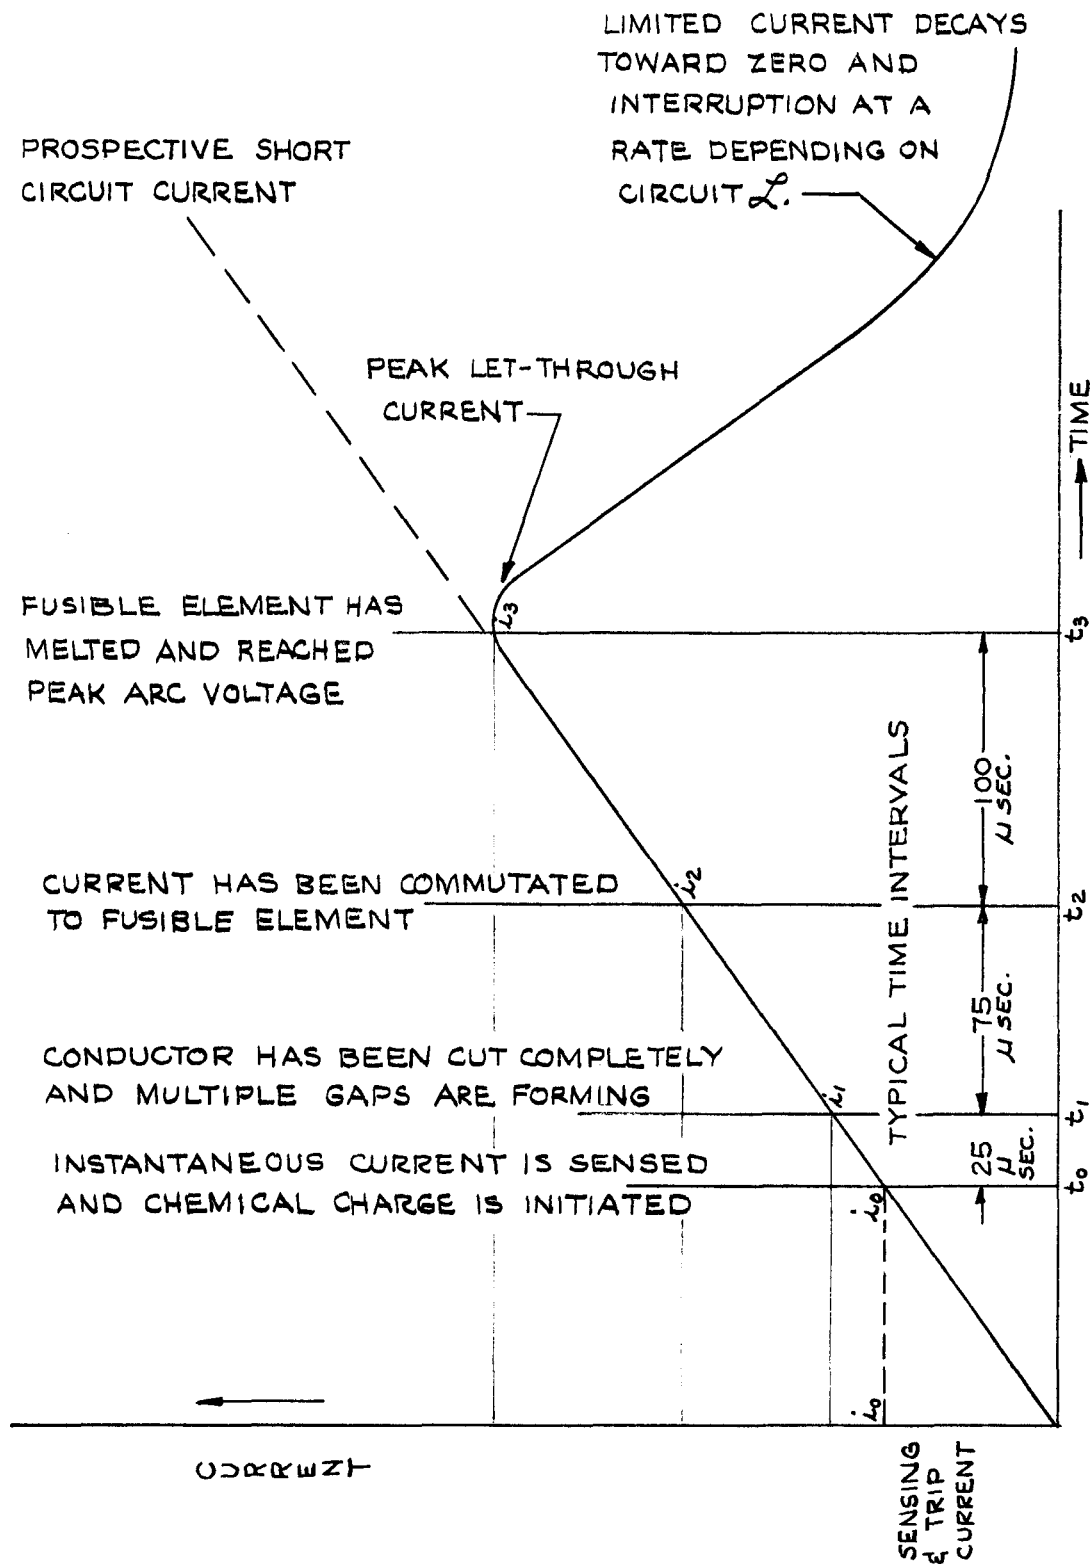 LIMITED CURRENT DECAYS
TOWARD ZERO AND
INTERRUPTION AT A
RATE DEPENDING ON
CIRCUIT ℒ.
PROSPECTIVE SHORT
CIRCUIT CURRENT
PEAK LET-THROUGH
CURRENT
FUSIBLE ELEMENT HAS
MELTED AND REACHED
PEAK ARC VOLTAGE
CURRENT HAS BEEN COMMUTATED
TO FUSIBLE ELEMENT
CONDUCTOR HAS BEEN CUT COMPLETELY
AND MULTIPLE GAPS ARE FORMING
INSTANTANEOUS CURRENT IS SENSED
AND CHEMICAL CHARGE IS INITIATED
i₃
i₂
i₁
i₀
i₀
TYPICAL TIME INTERVALS
100
μ SEC.
75
μ SEC.
25
μ
SEC.
t₃
t₂
t₁
t₀
TIME
CURRENT
SENSING
& TRIP
CURRENT